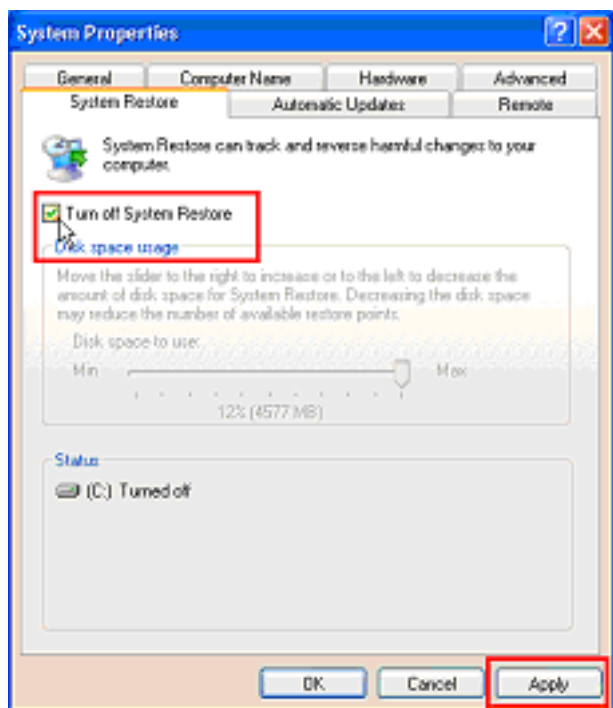 System Properties
General Computer Name Hardware Advanced
System Restore Automatic Updates Remote
System Restore can track and reverse harmful changes to your
computer.
Turn off System Restore
Disk space usage
Move the slider to the right to increase or to the left to decrease the
amount of disk space for System Restore. Decreasing the disk space
may reduce the number of available restore points.
Disk space to use:
Min Max
12% (4577 MB)
Status
(C:) Turned off
OK Cancel Apply